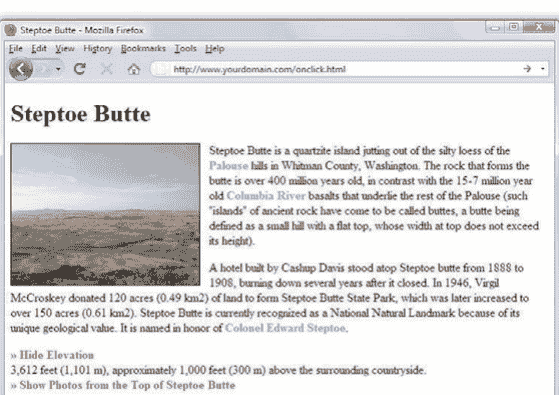 Steptoe Butte - Mozilla Firefox
File Edit View History Bookmarks Tools Help
http://www.yourdomain.com/onclick.html
Steptoe Butte
Steptoe Butte is a quartzite island jutting out of the silty loess of the
Palouse hills in Whitman County, Washington. The rock that forms the
butte is over 400 million years old, in contrast with the 15-7 million year
old Columbia River basalts that underlie the rest of the Palouse (such
"islands" of ancient rock have come to be called buttes, a butte being
defined as a small hill with a flat top, whose width at top does not exceed
its height).
A hotel built by Cashup Davis stood atop Steptoe butte from 1888 to
1908, burning down several years after it closed. In 1946, Virgil
McCroskey donated 120 acres (0.49 km2) of land to form Steptoe Butte State Park, which was later increased to
over 150 acres (0.61 km2). Steptoe Butte is currently recognized as a National Natural Landmark because of its
unique geological value. It is named in honor of Colonel Edward Steptoe.
» Hide Elevation
3,612 feet (1,101 m), approximately 1,000 feet (300 m) above the surrounding countryside.
» Show Photos from the Top of Steptoe Butte